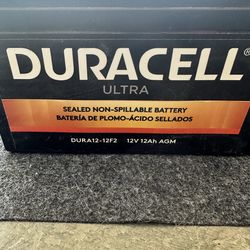 DURACELL®
ULTRA
SEALED NON-SPILLABLE BATTERY
BATERÍA DE PLOMO-ÁCIDO SELLADOS
DURA12-12F2 12V 12Ah AGM